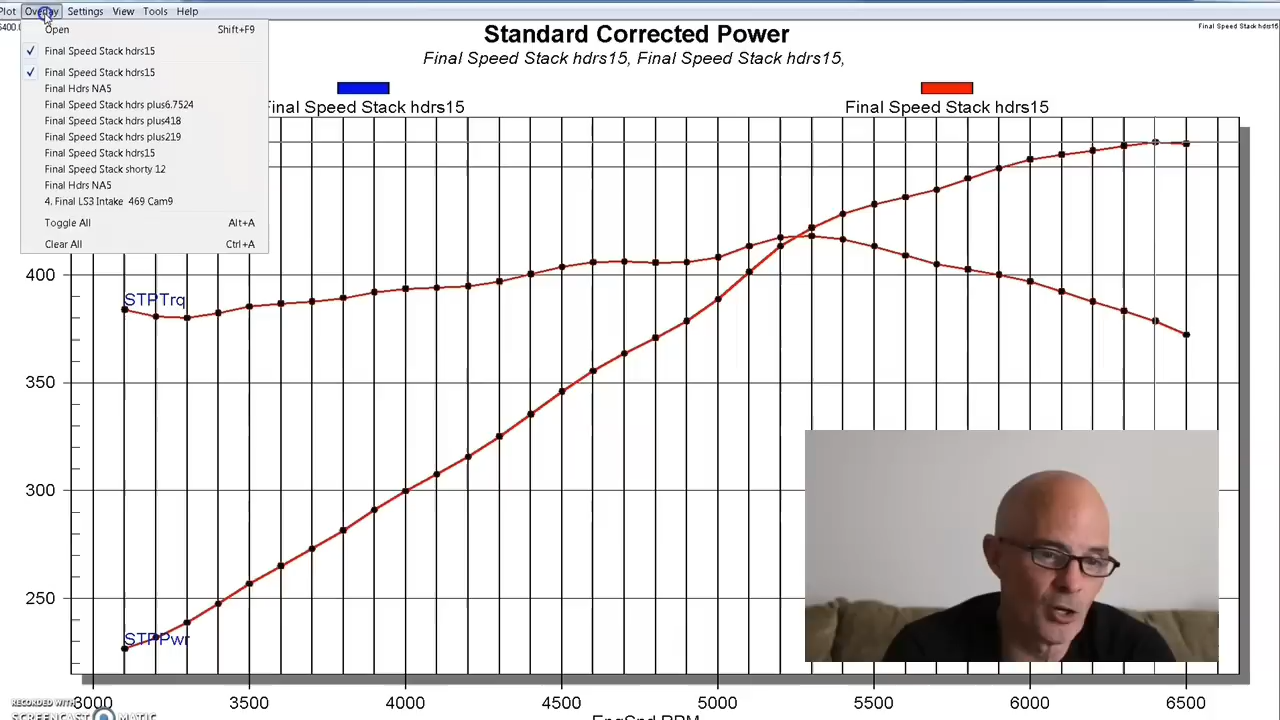 Plot Overlay Settings View Tools Help
Final Speed Stack hdrs15
Open Shift+F9
Final Speed Stack hdrs15
Final Speed Stack hdrs15
Final Hdrs NA5
Final Speed Stack hdrs plus6.7524
Final Speed Stack hdrs plus418
Final Speed Stack hdrs plus219
Final Speed Stack hdrs15
Final Speed Stack shorty 12
Final Hdrs NA5
4. Final LS3 Intake 469 Cam9
Toggle All Alt+A
Clear All Ctrl+A
Standard Corrected Power
Final Speed Stack hdrs15, Final Speed Stack hdrs15,
Final Speed Stack hdrs15 Final Speed Stack hdrs15
400
350
300
250
STPTrq
STPPwr
3000 3500 4000 4500 5000 5500 6000 6500
EngSpd RPM
RECORDED WITH
SCREENCAST MATIC